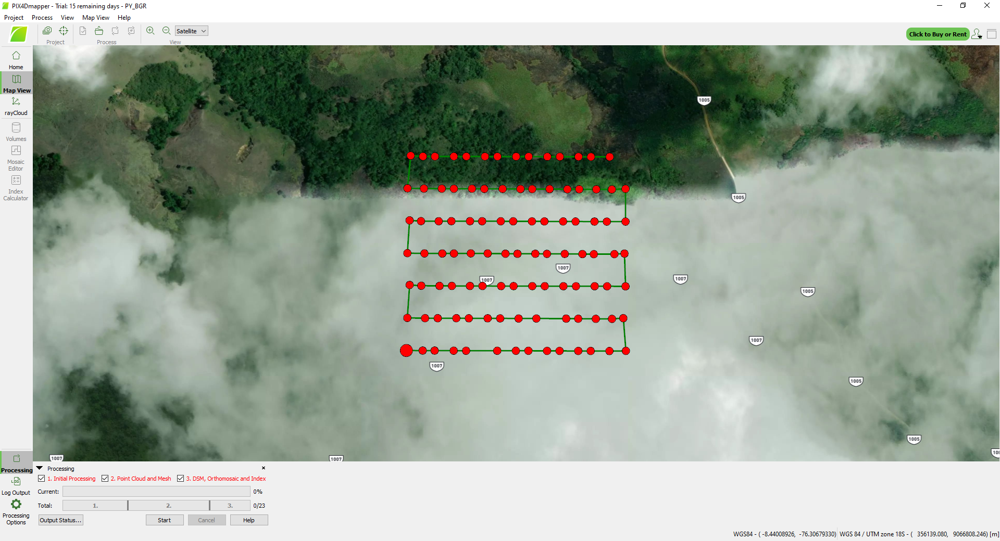 PIX4Dmapper - Trial: 15 remaining days - PY_BGR
Project Process View Map View Help
Satellite
Project Process View
Click to Buy or Rent
Home
Map View
rayCloud
Volumes
Mosaic
Editor
Index
Calculator
1005
1005
1007
1007
1007
1005
1007
1007
1005
1005
1007
1007
Processing
Log Output
Processing
Options
Processing
1. Initial Processing 2. Point Cloud and Mesh 3. DSM, Orthomosaic and Index
Current: 0%
Total: 1. 2. 3. 0/23
Output Status... Start Cancel Help
WGS84 - ( -8.44008926, -76.30679330) WGS 84 / UTM zone 18S - ( 356139.080, 9066808.246) [m]